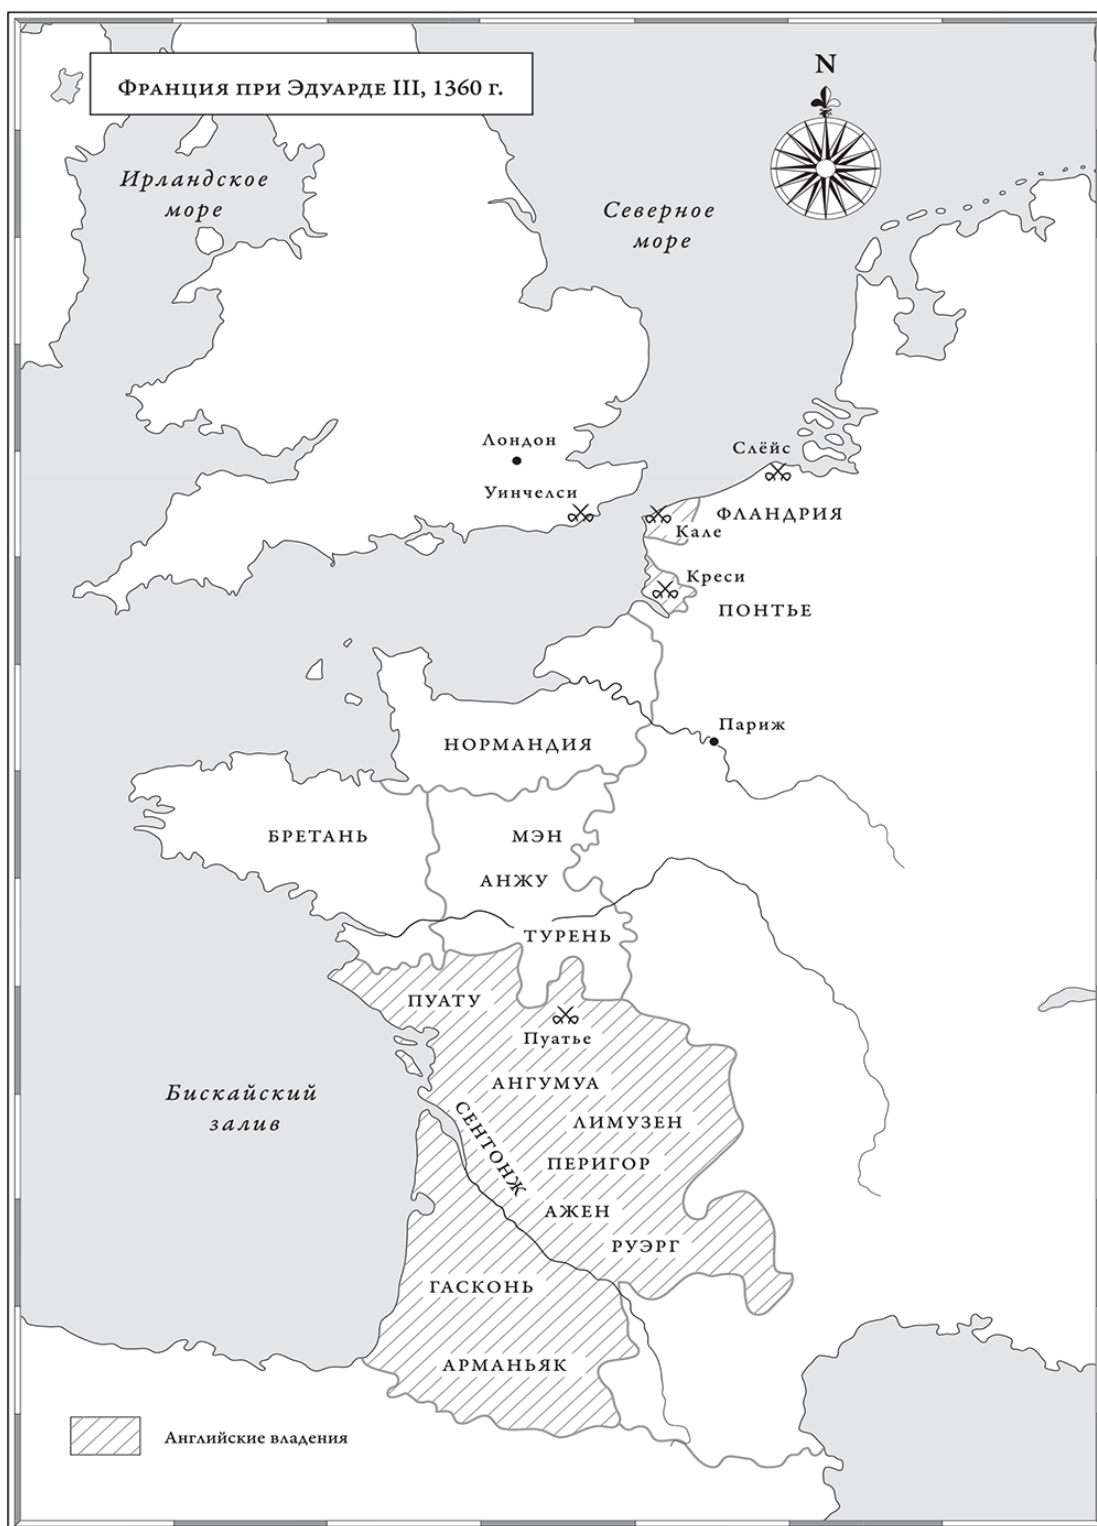 Франция при Эдуарде III, 1360 г.
N
Ирландское
море
Северное
море
Лондон
Слёйс
Уинчелси
ФЛАНДРИЯ
Кале
Креси
ПОНТЬЕ
Париж
НОРМАНДИЯ
БРЕТАНЬ
МЭН
АНЖУ
ТУРЕНЬ
ПУАТУ
Пуатье
Бискайский
залив
АНГУМУА
СЕНТОНЖ
ЛИМУЗЕН
ПЕРИГОР
АЖЕН
РУЭРГ
ГАСКОНЬ
АРМАНЬЯК
Английские владения